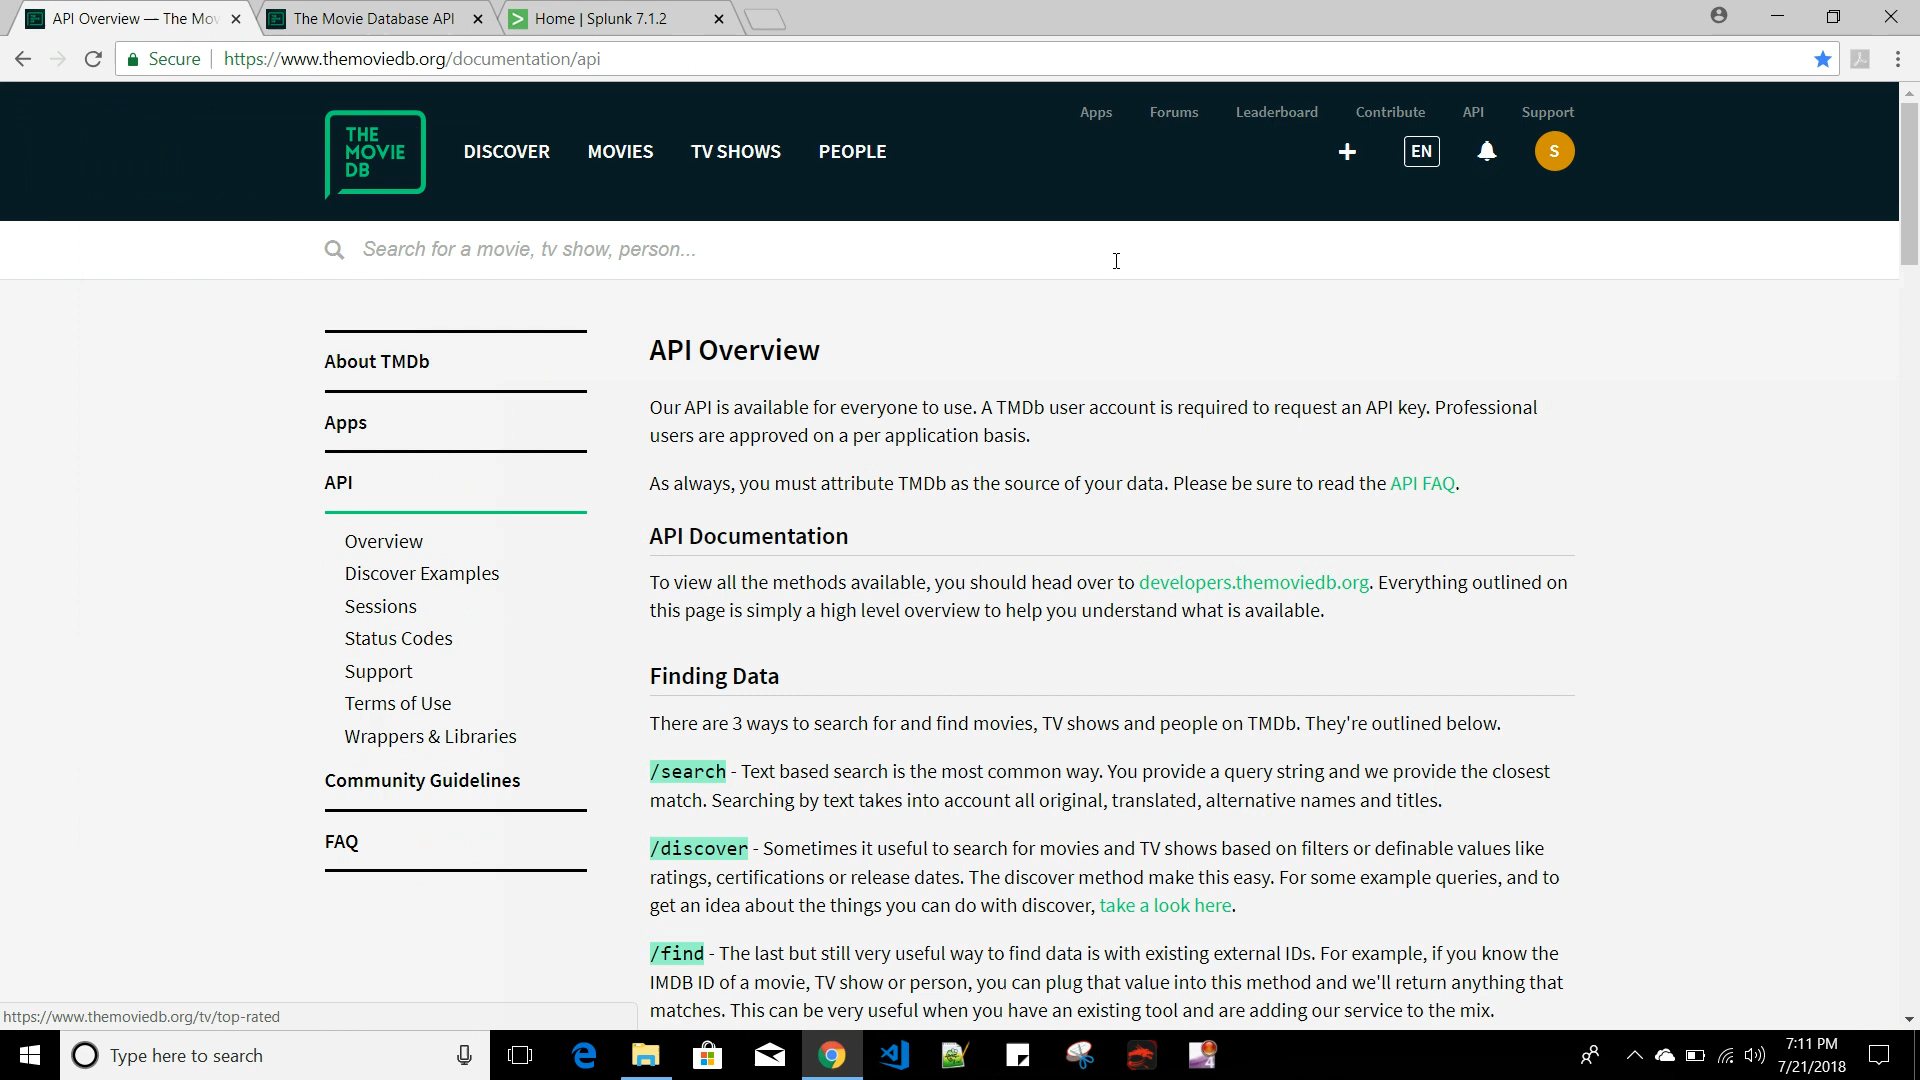 API Overview — The Mov
The Movie Database API
Home | Splunk 7.1.2
Secure
https://www.themoviedb.org/documentation/api
THE
MOVIE
DB
DISCOVER
MOVIES
TV SHOWS
PEOPLE
Apps
Forums
Leaderboard
Contribute
API
Support
EN
S
Search for a movie, tv show, person...
About TMDb
Apps
API
Overview
Discover Examples
Sessions
Status Codes
Support
Terms of Use
Wrappers & Libraries
Community Guidelines
FAQ
API Overview
Our API is available for everyone to use. A TMDb user account is required to request an API key. Professional
users are approved on a per application basis.
As always, you must attribute TMDb as the source of your data. Please be sure to read the API FAQ.
API Documentation
To view all the methods available, you should head over to developers.themoviedb.org. Everything outlined on
this page is simply a high level overview to help you understand what is available.
Finding Data
There are 3 ways to search for and find movies, TV shows and people on TMDb. They're outlined below.
/search - Text based search is the most common way. You provide a query string and we provide the closest
match. Searching by text takes into account all original, translated, alternative names and titles.
/discover - Sometimes it useful to search for movies and TV shows based on filters or definable values like
ratings, certifications or release dates. The discover method make this easy. For some example queries, and to
get an idea about the things you can do with discover, take a look here.
/find - The last but still very useful way to find data is with existing external IDs. For example, if you know the
IMDB ID of a movie, TV show or person, you can plug that value into this method and we'll return anything that
matches. This can be very useful when you have an existing tool and are adding our service to the mix.
https://www.themoviedb.org/tv/top-rated
Type here to search
7:11 PM
7/21/2018